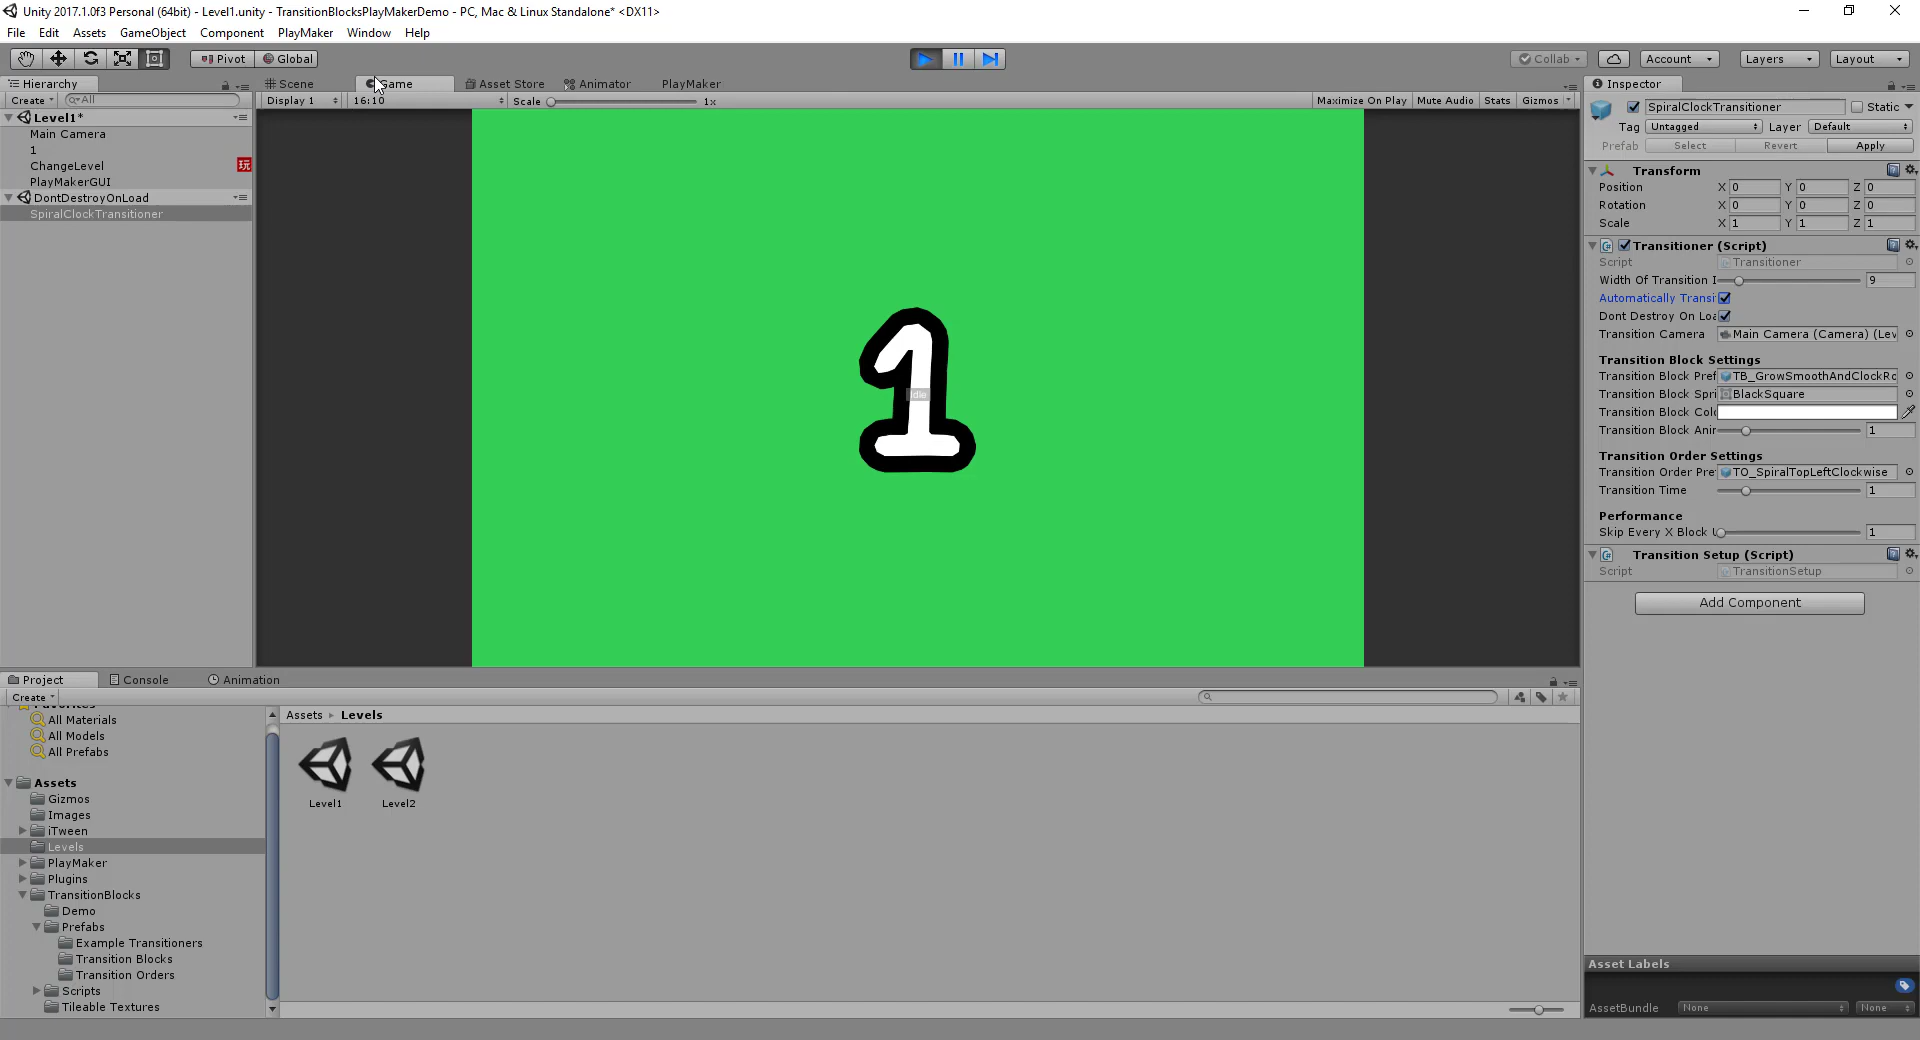 Unity 2017.1.0f3 Personal (64bit) - Level1.unity - TransitionBlocksPlayMakerDemo - PC, Mac & Linux Standalone* <DX11>
File Edit Assets GameObject Component PlayMaker Window Help
Pivot Global Collab Account Layers Layout
Hierarchy Scene Game Asset Store Animator PlayMaker Inspector
Create All Display 1 16:10 Scale 1x Maximize On Play Mute Audio Stats Gizmos
Level1*
Main Camera
1
ChangeLevel 玩
PlayMakerGUI
DontDestroyOnLoad
SpiralClockTransitioner
1
Idle
SpiralClockTransitioner Static
Tag Untagged Layer Default
Prefab Select Revert Apply
Transform
Position X 0 Y 0 Z 0
Rotation X 0 Y 0 Z 0
Scale X 1 Y 1 Z 1
Transitioner (Script)
Script Transitioner
Width Of Transition I 9
Automatically Transi
Dont Destroy On Loa
Transition Camera Main Camera (Camera) (Lev
Transition Block Settings
Transition Block Pref TB_GrowSmoothAndClockRo
Transition Block Spri BlackSquare
Transition Block Colo
Transition Block Anir 1
Transition Order Settings
Transition Order Pre TO_SpiralTopLeftClockwise
Transition Time 1
Performance
Skip Every X Block U 1
Transition Setup (Script)
Script TransitionSetup
Add Component
Project Console Animation
Create
Favorites
All Materials
All Models
All Prefabs
Assets
Gizmos
Images
iTween
Levels
PlayMaker
Plugins
TransitionBlocks
Demo
Prefabs
Example Transitioners
Transition Blocks
Transition Orders
Scripts
Tileable Textures
Assets Levels
Level1 Level2
Asset Labels
AssetBundle None None